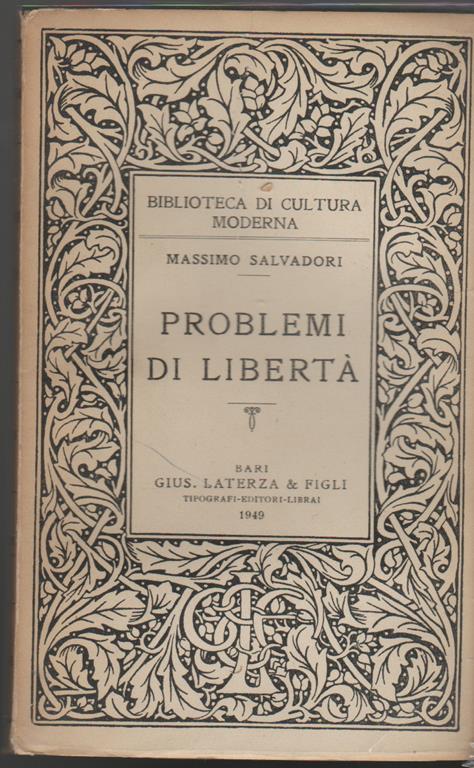 BIBLIOTECA DI CULTURA
MODERNA
MASSIMO SALVADORI
PROBLEMI
DI LIBERTÀ
BARI
GIUS. LATERZA & FIGLI
TIPOGRAFI-EDITORI-LIBRAI
1949